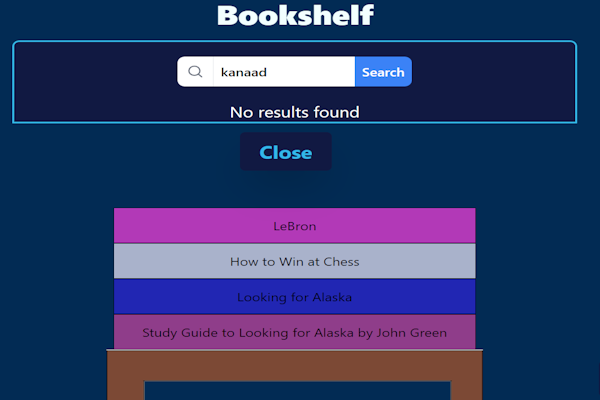 Bookshelf
kanaad
Search
No results found
Close
LeBron
How to Win at Chess
Looking for Alaska
Study Guide to Looking for Alaska by John Green